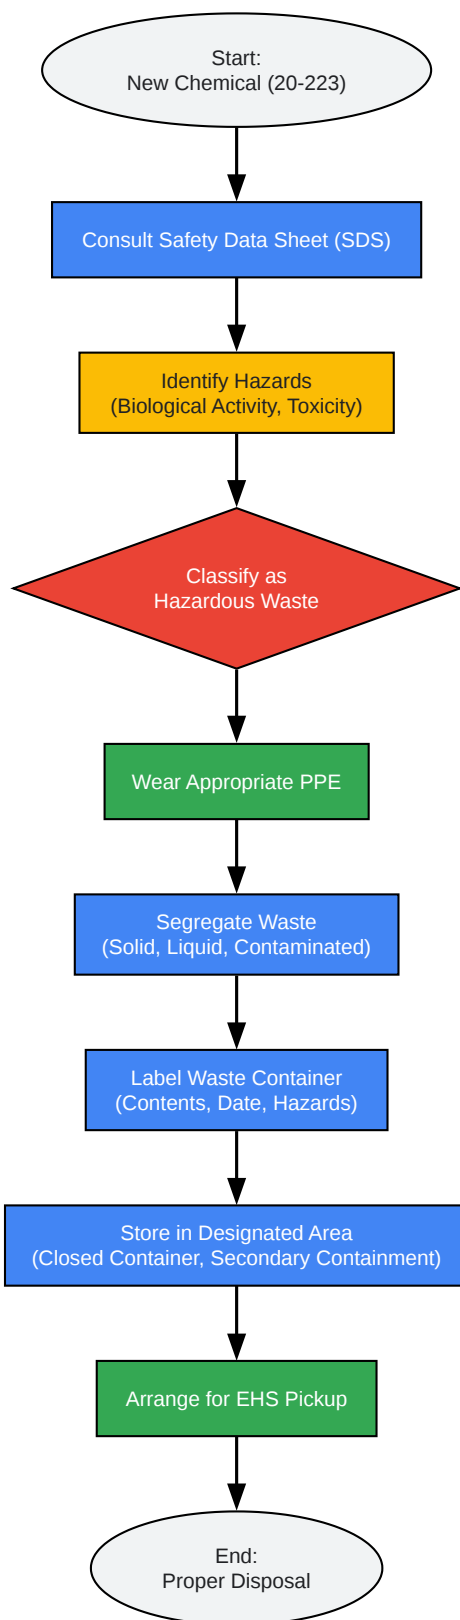 Start:
New Chemical (20-223)
Consult Safety Data Sheet (SDS)
Identify Hazards
(Biological Activity, Toxicity)
Classify as
Hazardous Waste
Wear Appropriate PPE
Segregate Waste
(Solid, Liquid, Contaminated)
Label Waste Container
(Contents, Date, Hazards)
Store in Designated Area
(Closed Container, Secondary Containment)
Arrange for EHS Pickup
End:
Proper Disposal